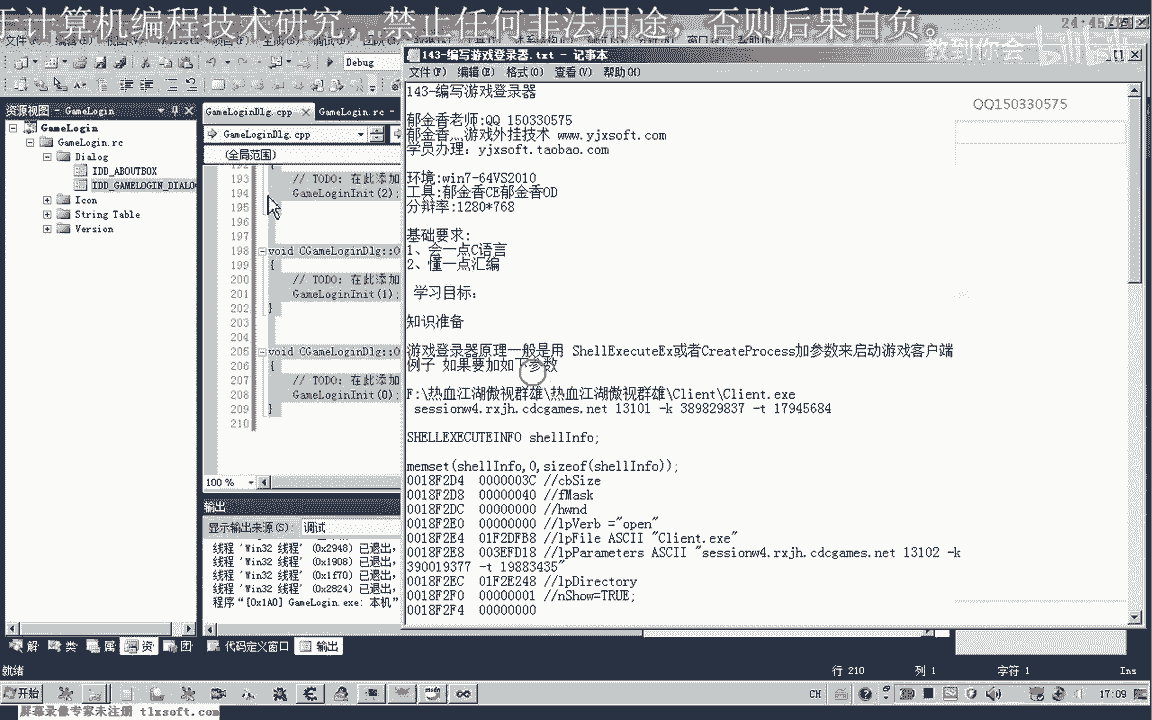 于计算机编程技术研究，禁止任何非法用途，否则后果自负。
24:45
教到你会 bilibili
Debug
资源视图 - GameLogin
GameLogin
GameLogin.rc
Dialog
IDD_ABOUTBOX
IDD_GAMELOGIN_DIALO
Icon
String Table
Version
GameLoginDlg.cpp
GameLogin.rc -
GameLoginDlg.cpp
(全局范围)
193 // TODO: 在此添加
194 GameLoginInit(2);
195
196
197
198 void CGameLoginDlg::O
199 {
200 // TODO: 在此添加
201 GameLoginInit(1);
202 }
203
204
205 void CGameLoginDlg::O
206 {
207 // TODO: 在此添加
208 GameLoginInit(0);
209 }
210
100 %
输出
显示输出来源(S): 调试
线程 'Win32 线程' (0x2948) 已退出，
线程 'Win32 线程' (0x1908) 已退出，
线程 'Win32 线程' (0x1f70) 已退出，
线程 'Win32 线程' (0x2824) 已退出，
程序“[0x1A0] GameLogin.exe: 本机”
143-编写游戏登录器.txt - 记事本
文件(F) 编辑(E) 格式(O) 查看(V) 帮助(H)
143-编写游戏登录器
QQ150330575
郁金香老师:QQ 150330575
郁金香灬游戏外挂技术 www.yjxsoft.com
学员办理：yjxsoft.taobao.com
环境:win7-64VS2010
工具:郁金香CE郁金香OD
分辩率:1280*768
基础要求:
1、会一点C语言
2、懂一点汇编
学习目标：
知识准备
游戏登录器原理一般是用 ShellExecuteEx或者CreateProcess加参数来启动游戏客户端
例子 如果要加如下参数
F:\热血江湖傲视群雄\热血江湖傲视群雄\Client\Client.exe
sessionw4.rxjh.cdcgames.net 13101 -k 389829837 -t 17945684
SHELLEXECUTEINFO shellInfo;
memset(shellInfo,0,sizeof(shellInfo));
0018F2D4 0000003C //cbSize
0018F2D8 00000040 //fMask
0018F2DC 00000000 //hwnd
0018F2E0 00000000 //lpVerb ="open"
0018F2E4 01F2DFB8 //lpFile ASCII "Client.exe"
0018F2E8 003EFD18 //lpParameters ASCII "sessionw4.rxjh.cdcgames.net 13102 -k
390019377 -t 19883435"
0018F2EC 01F2E248 //lpDirectory
0018F2F0 00000001 //nShow=TRUE;
0018F2F4 00000000
解 类 属 资 图
代码定义窗口 输出
就绪
行 210 列 1 字符 1 Ins
开始
CH
17:09
屏幕录像专家未注册 tlxsoft.com